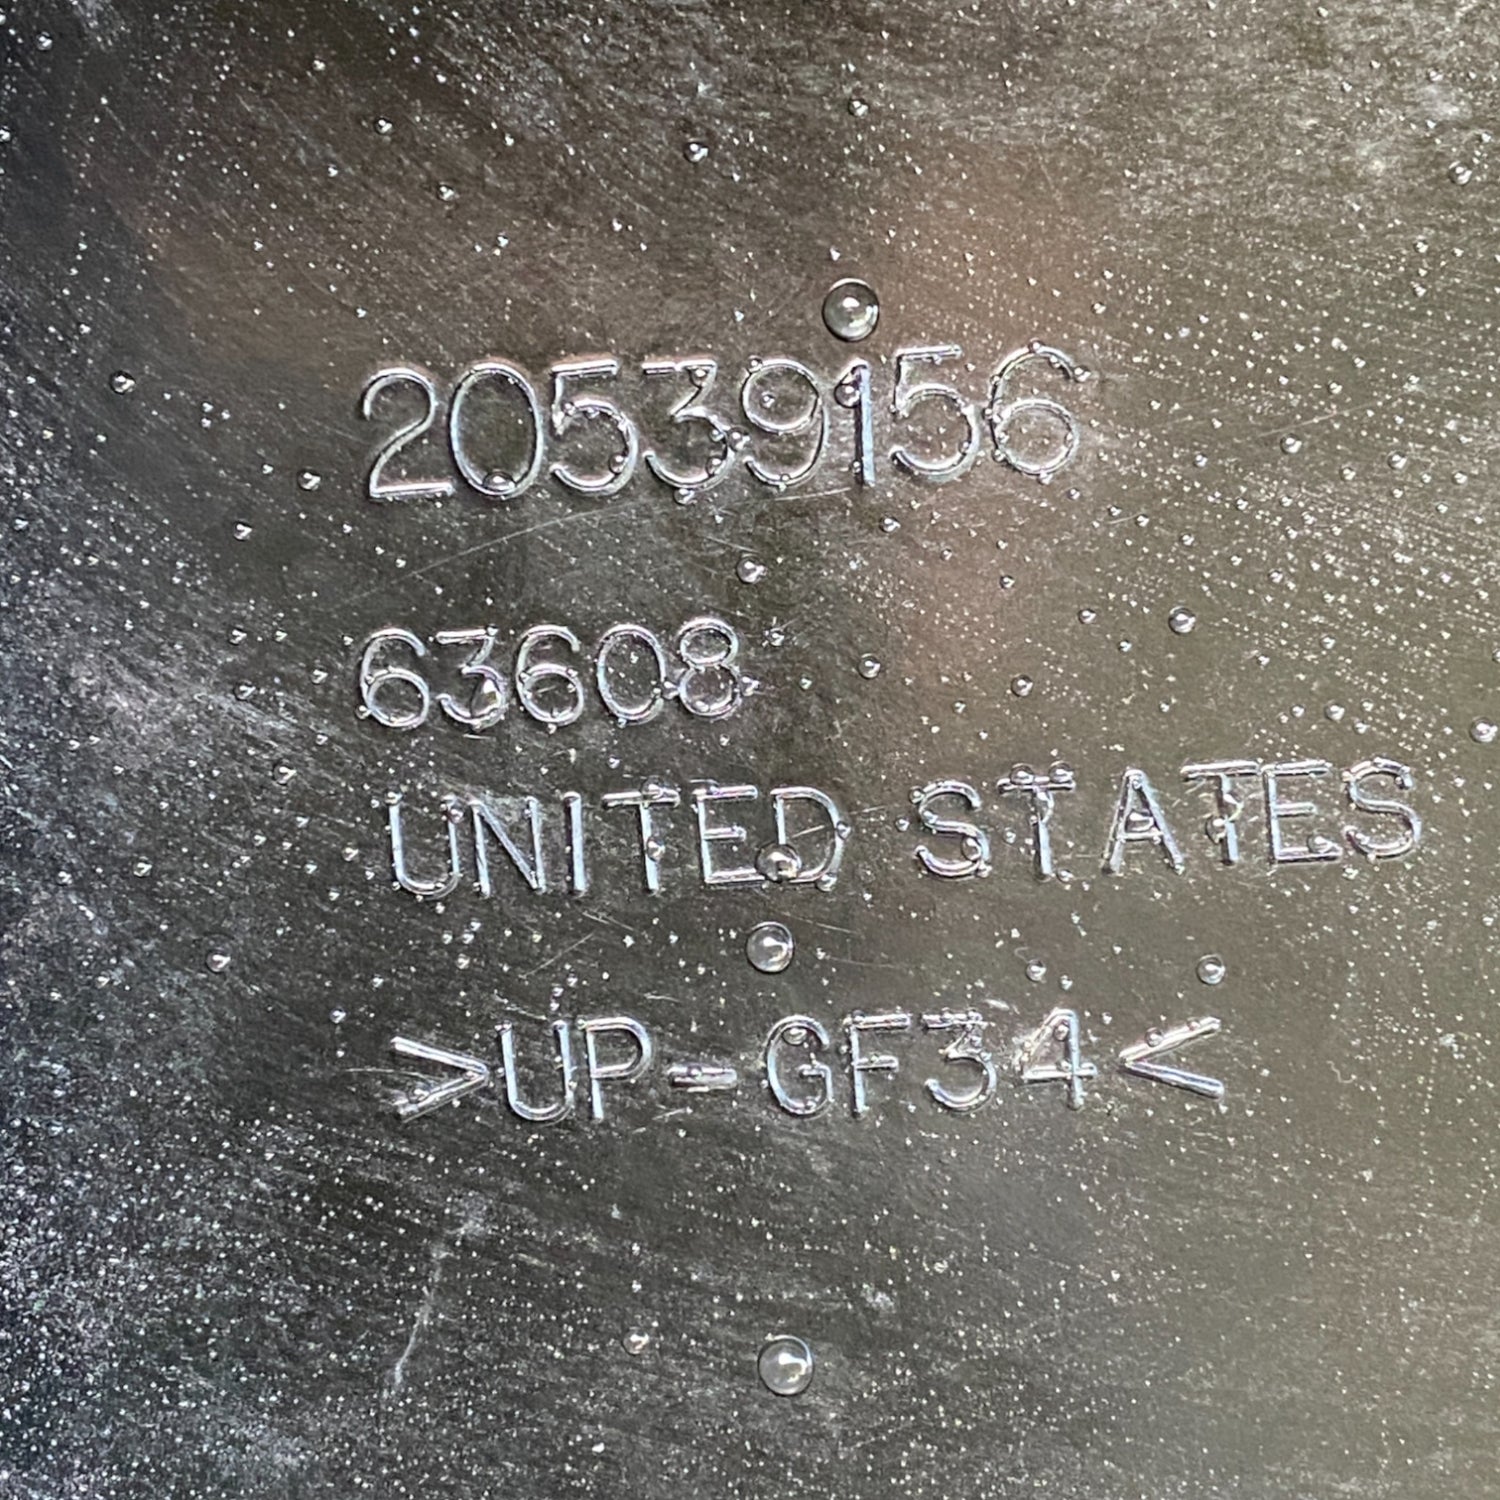 20539156
63608
UNITED STATES
>UP-GF34<